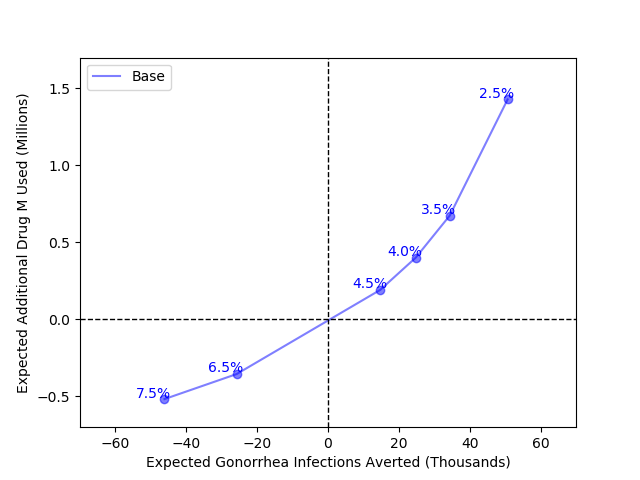 Base
Expected Additional Drug M Used (Millions)
1.5
1.0
0.5
0.0
−0.5
2.5%
3.5%
4.0%
4.5%
6.5%
7.5%
−60 −40 −20 0 20 40 60
Expected Gonorrhea Infections Averted (Thousands)